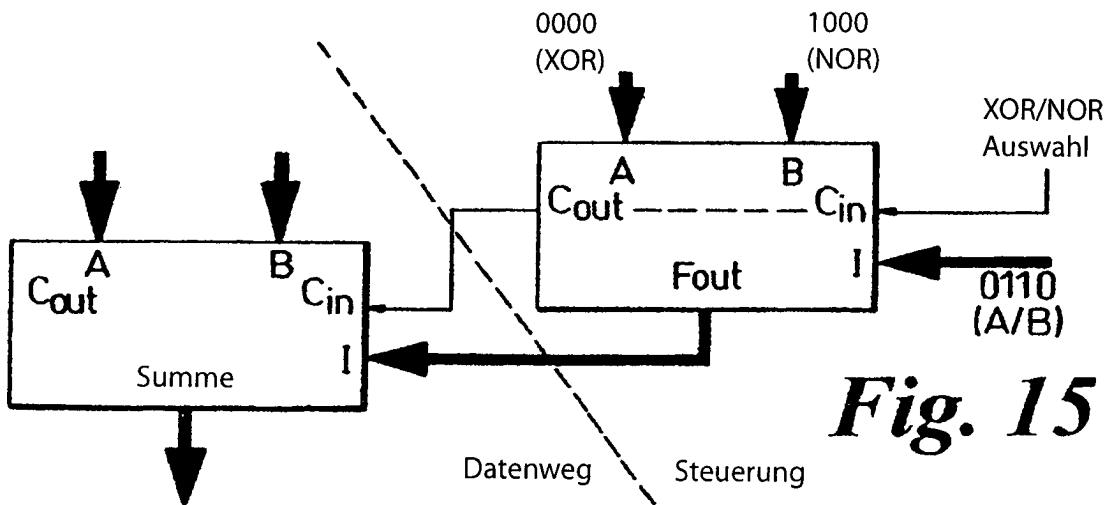 0000
(XOR)
1000
(NOR)
XOR/NOR
Auswahl
A
B
Cout
Cin
I
Fout
0110
(A/B)
A
B
Cout
Cin
I
Summe
Fig. 15
Datenweg
Steuerung